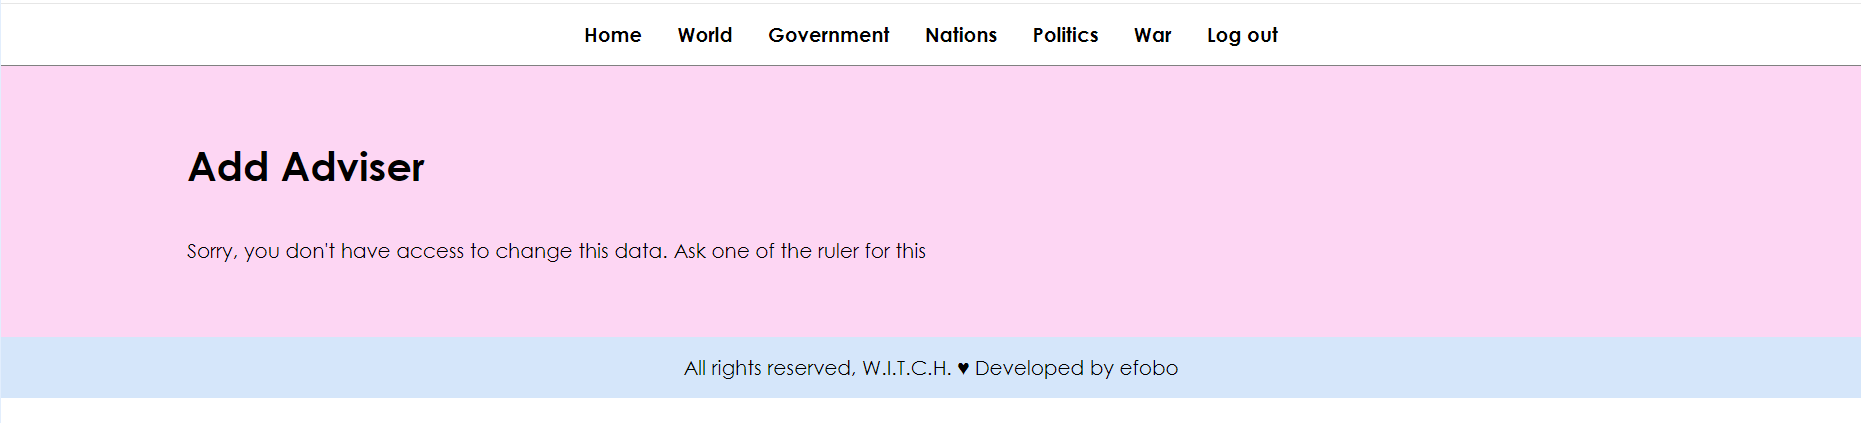 Home World Government Nations Politics War Log out
Add Adviser
Sorry, you don't have access to change this data. Ask one of the ruler for this
All rights reserved, W.I.T.C.H. ♥ Developed by efobo